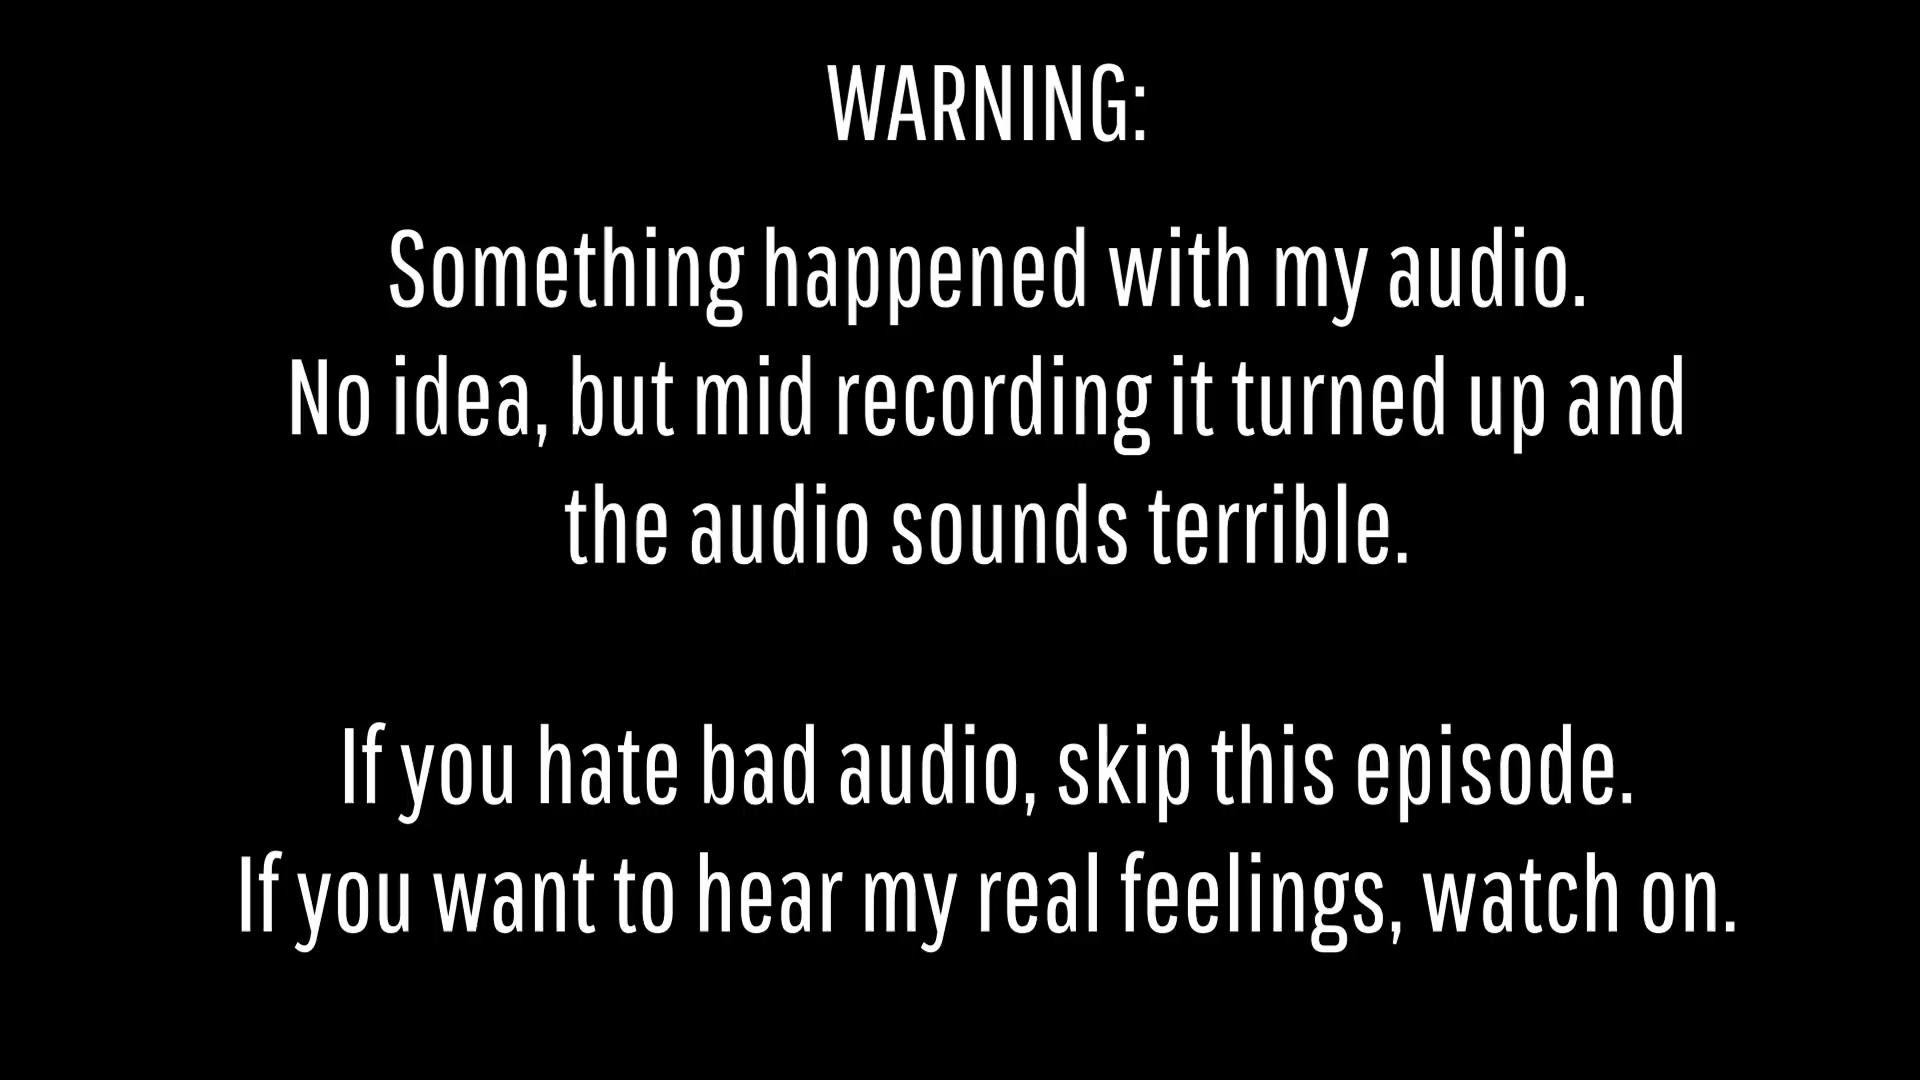 WARNING:
Something happened with my audio.
No idea, but mid recording it turned up and
the audio sounds terrible.
If you hate bad audio, skip this episode.
If you want to hear my real feelings, watch on.